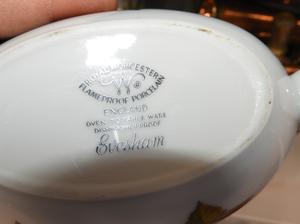 ROYAL WORCESTER
W
FLAMEPROOF PORCELAIN
ENGLAND
OVEN TO TABLE WARE
DISHWASHER PROOF
Evesham